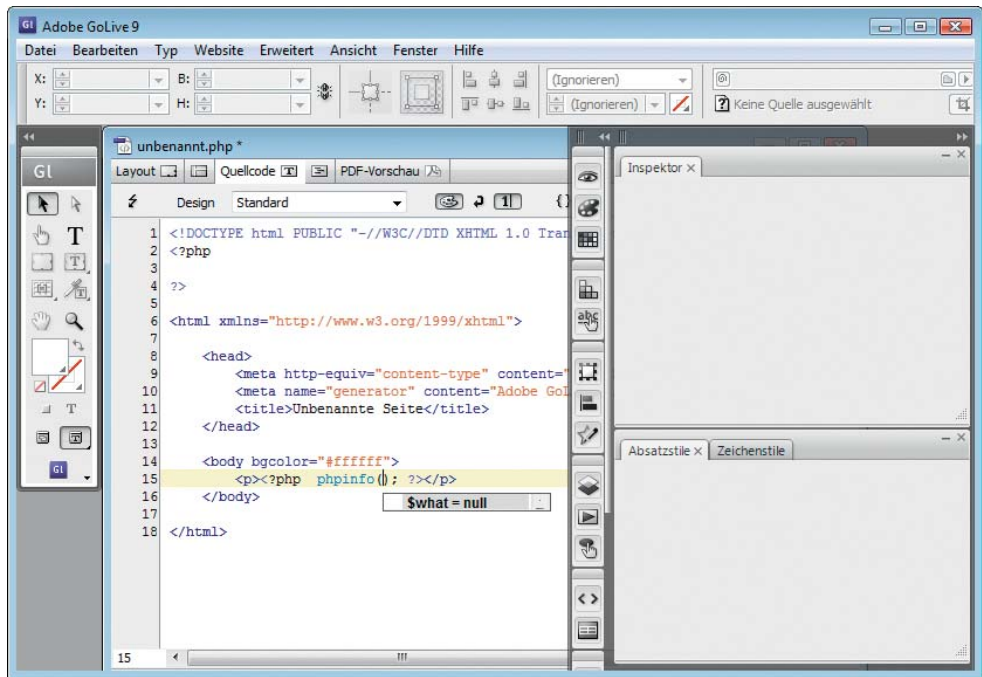 Gl Adobe GoLive 9
Datei Bearbeiten Typ Website Erweitert Ansicht Fenster Hilfe
X: B: (Ignorieren)
Y: H: (Ignorieren) Keine Quelle ausgewählt
Gl
unbenannt.php *
Layout Quellcode PDF-Vorschau
Design Standard
1 <!DOCTYPE html PUBLIC "-//W3C//DTD XHTML 1.0 Tran
2 <?php
3
4 ?>
5
6 <html xmlns="http://www.w3.org/1999/xhtml">
7
8 <head>
9 <meta http-equiv="content-type" content="
10 <meta name="generator" content="Adobe GoL
11 <title>Unbenannte Seite</title>
12 </head>
13
14 <body bgcolor="#ffffff">
15 <p><?php phpinfo(); ?></p>
16 </body>
$what = null
17
18 </html>
15
abc
Inspektor
Absatzstile Zeichenstile
Gl